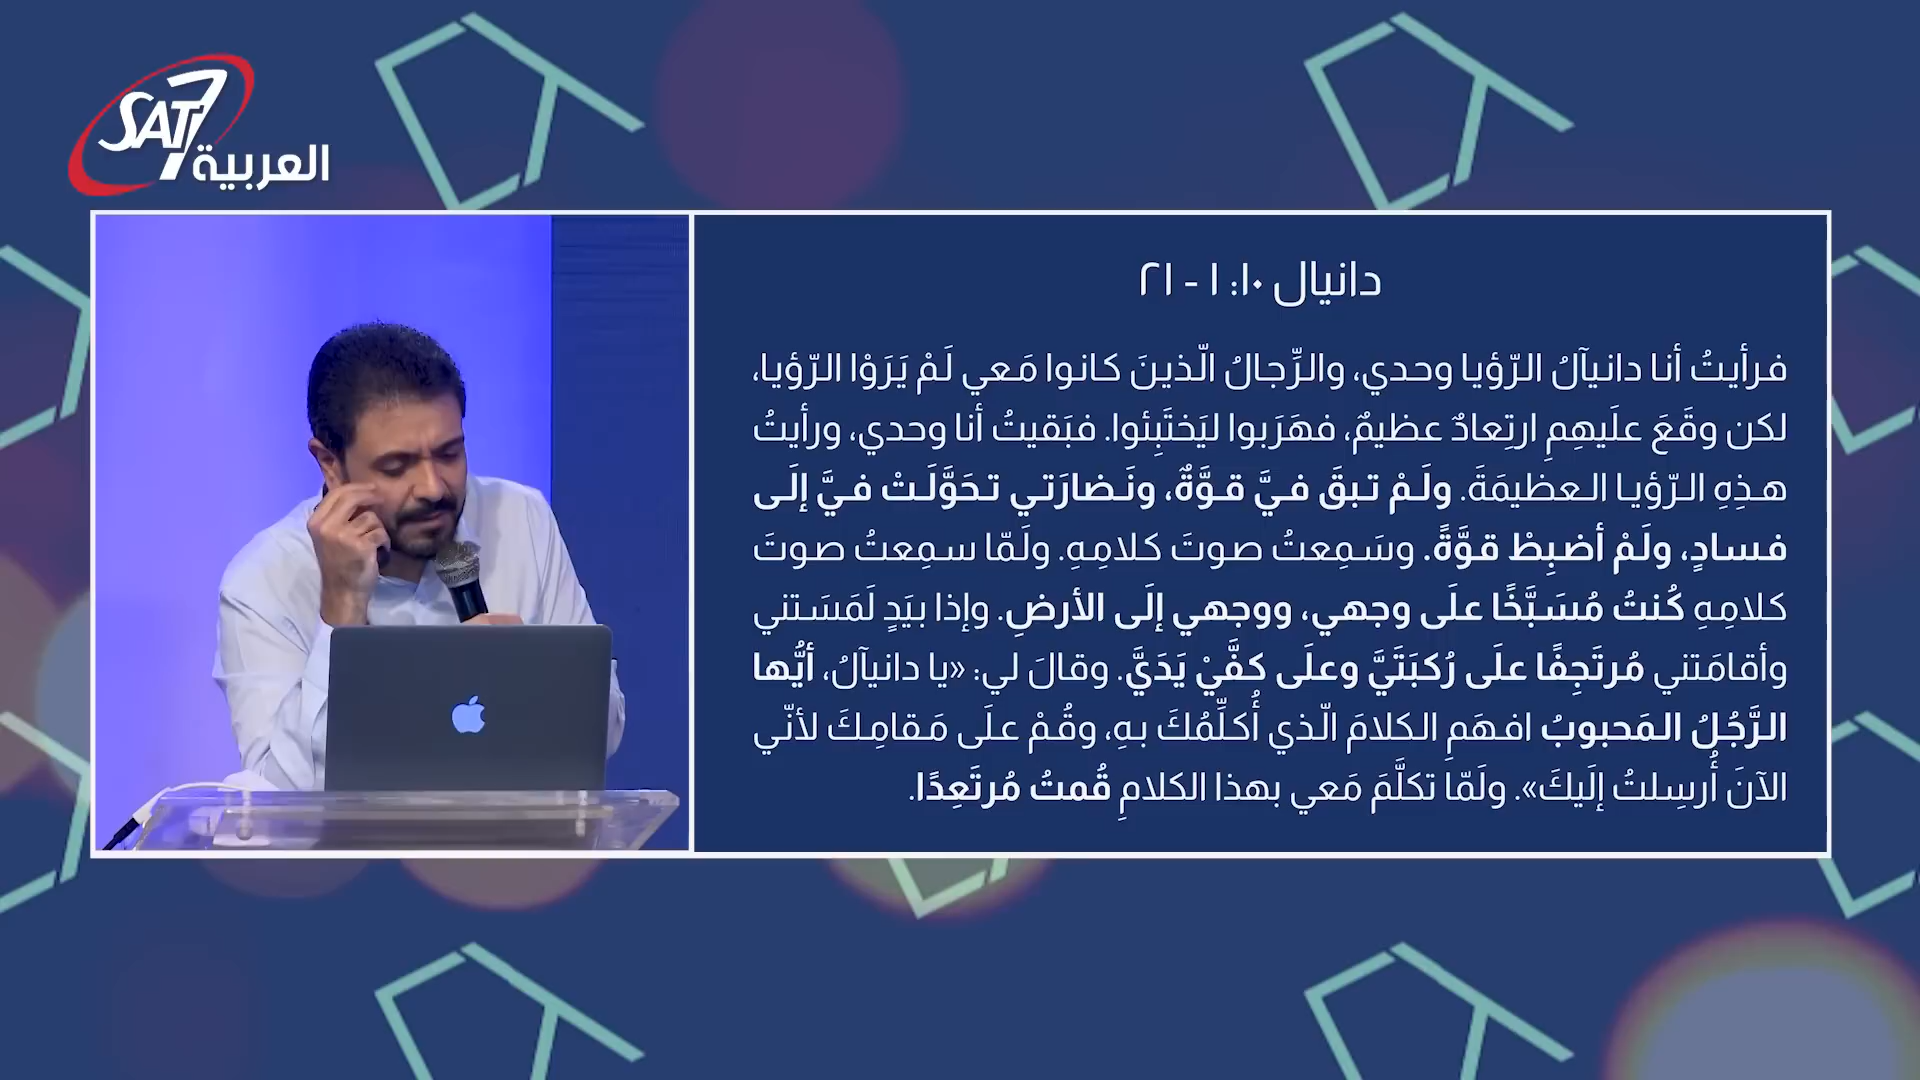 SAT7
العربية
دانيال ١٠: ١ - ٢١
فرأيتُ أنا دانيآلُ الرّؤيا وحدي، والرِّجالُ الّذينَ كانوا مَعي لَمْ يَرَوْا الرّؤيا،
لكن وقَعَ علَيهِمِ ارتِعادٌ عظيمٌ، فهَرَبوا ليَختَبِئوا. فبَقيتُ أنا وحدي، ورأيتُ
هذِهِ الرّؤيا العظيمَةَ. ولَمْ تبقَ فيَّ قوَّةٌ، ونَضارَتي تحَوَّلَتْ فيَّ إلَى
فسادٍ، ولَمْ أضبِطْ قوَّةً. وسَمِعتُ صوتَ كلامِهِ. ولَمّا سمِعتُ صوتَ
كلامِهِ كُنتُ مُسَبَّخًا علَى وجهي، ووجهي إلَى الأرضِ. وإذا بيَدٍ لَمَسَتني
وأقامَتني مُرتَجِفًا علَى رُكبَتَيَّ وعلَى كفَّيْ يَدَيَّ. وقالَ لي: «يا دانيآلُ، أيُّها
الرَّجُلُ المَحبوبُ افهَمِ الكلامَ الّذي أُكلِّمُكَ بهِ، وقُمْ علَى مَقامِكَ لأنّي
الآنَ أُرسِلتُ إلَيكَ». ولَمّا تكلَّمَ مَعي بهذا الكلامِ قُمتُ مُرتَعِدًا.